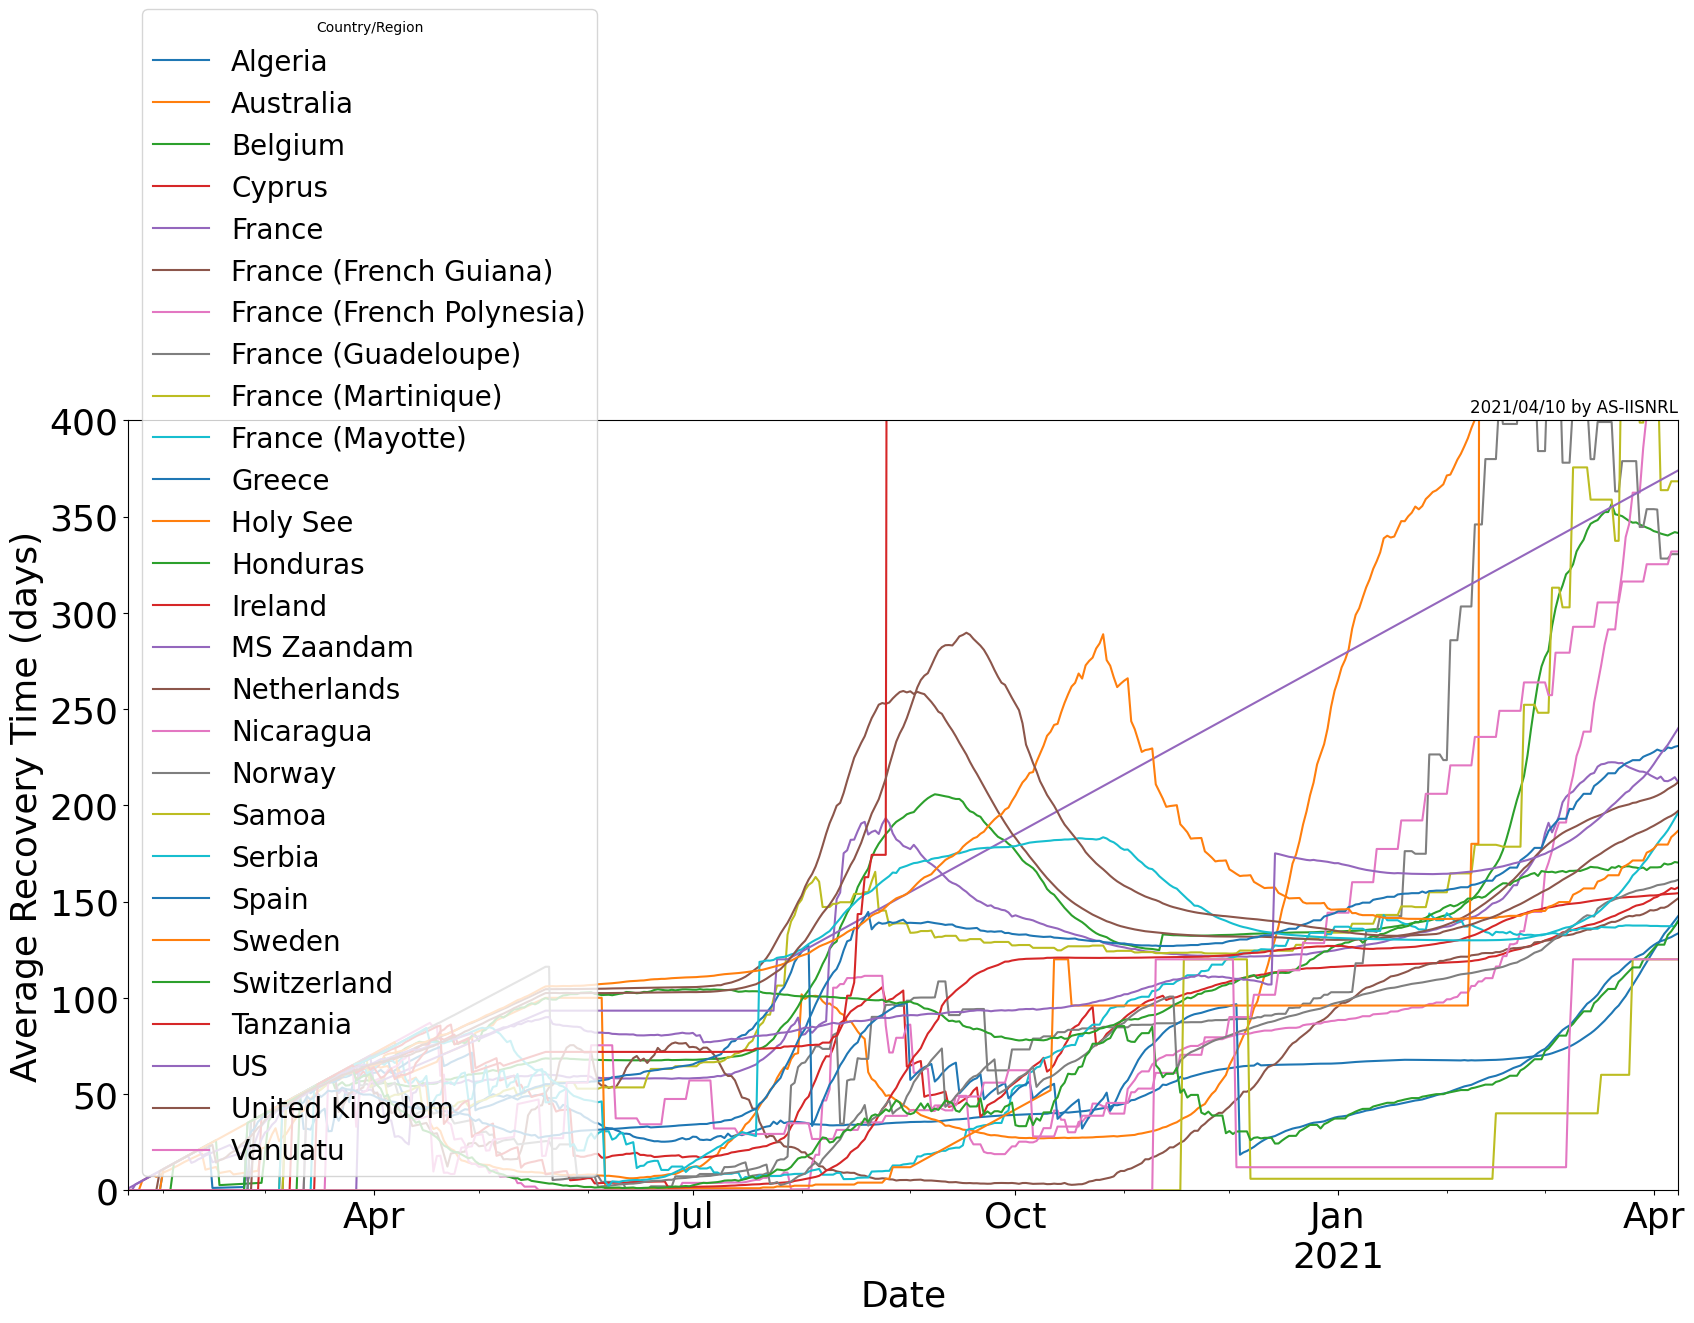 Country/Region
Algeria
Australia
Belgium
Cyprus
France
France (French Guiana)
France (French Polynesia)
France (Guadeloupe)
France (Martinique)
France (Mayotte)
Greece
Holy See
Honduras
Ireland
MS Zaandam
Netherlands
Nicaragua
Norway
Samoa
Serbia
Spain
Sweden
Switzerland
Tanzania
US
United Kingdom
Vanuatu
2021/04/10 by AS-IISNRL
400
350
300
250
200
150
100
50
0
Average Recovery Time (days)
Apr Jul Oct Jan Apr
2021
Date